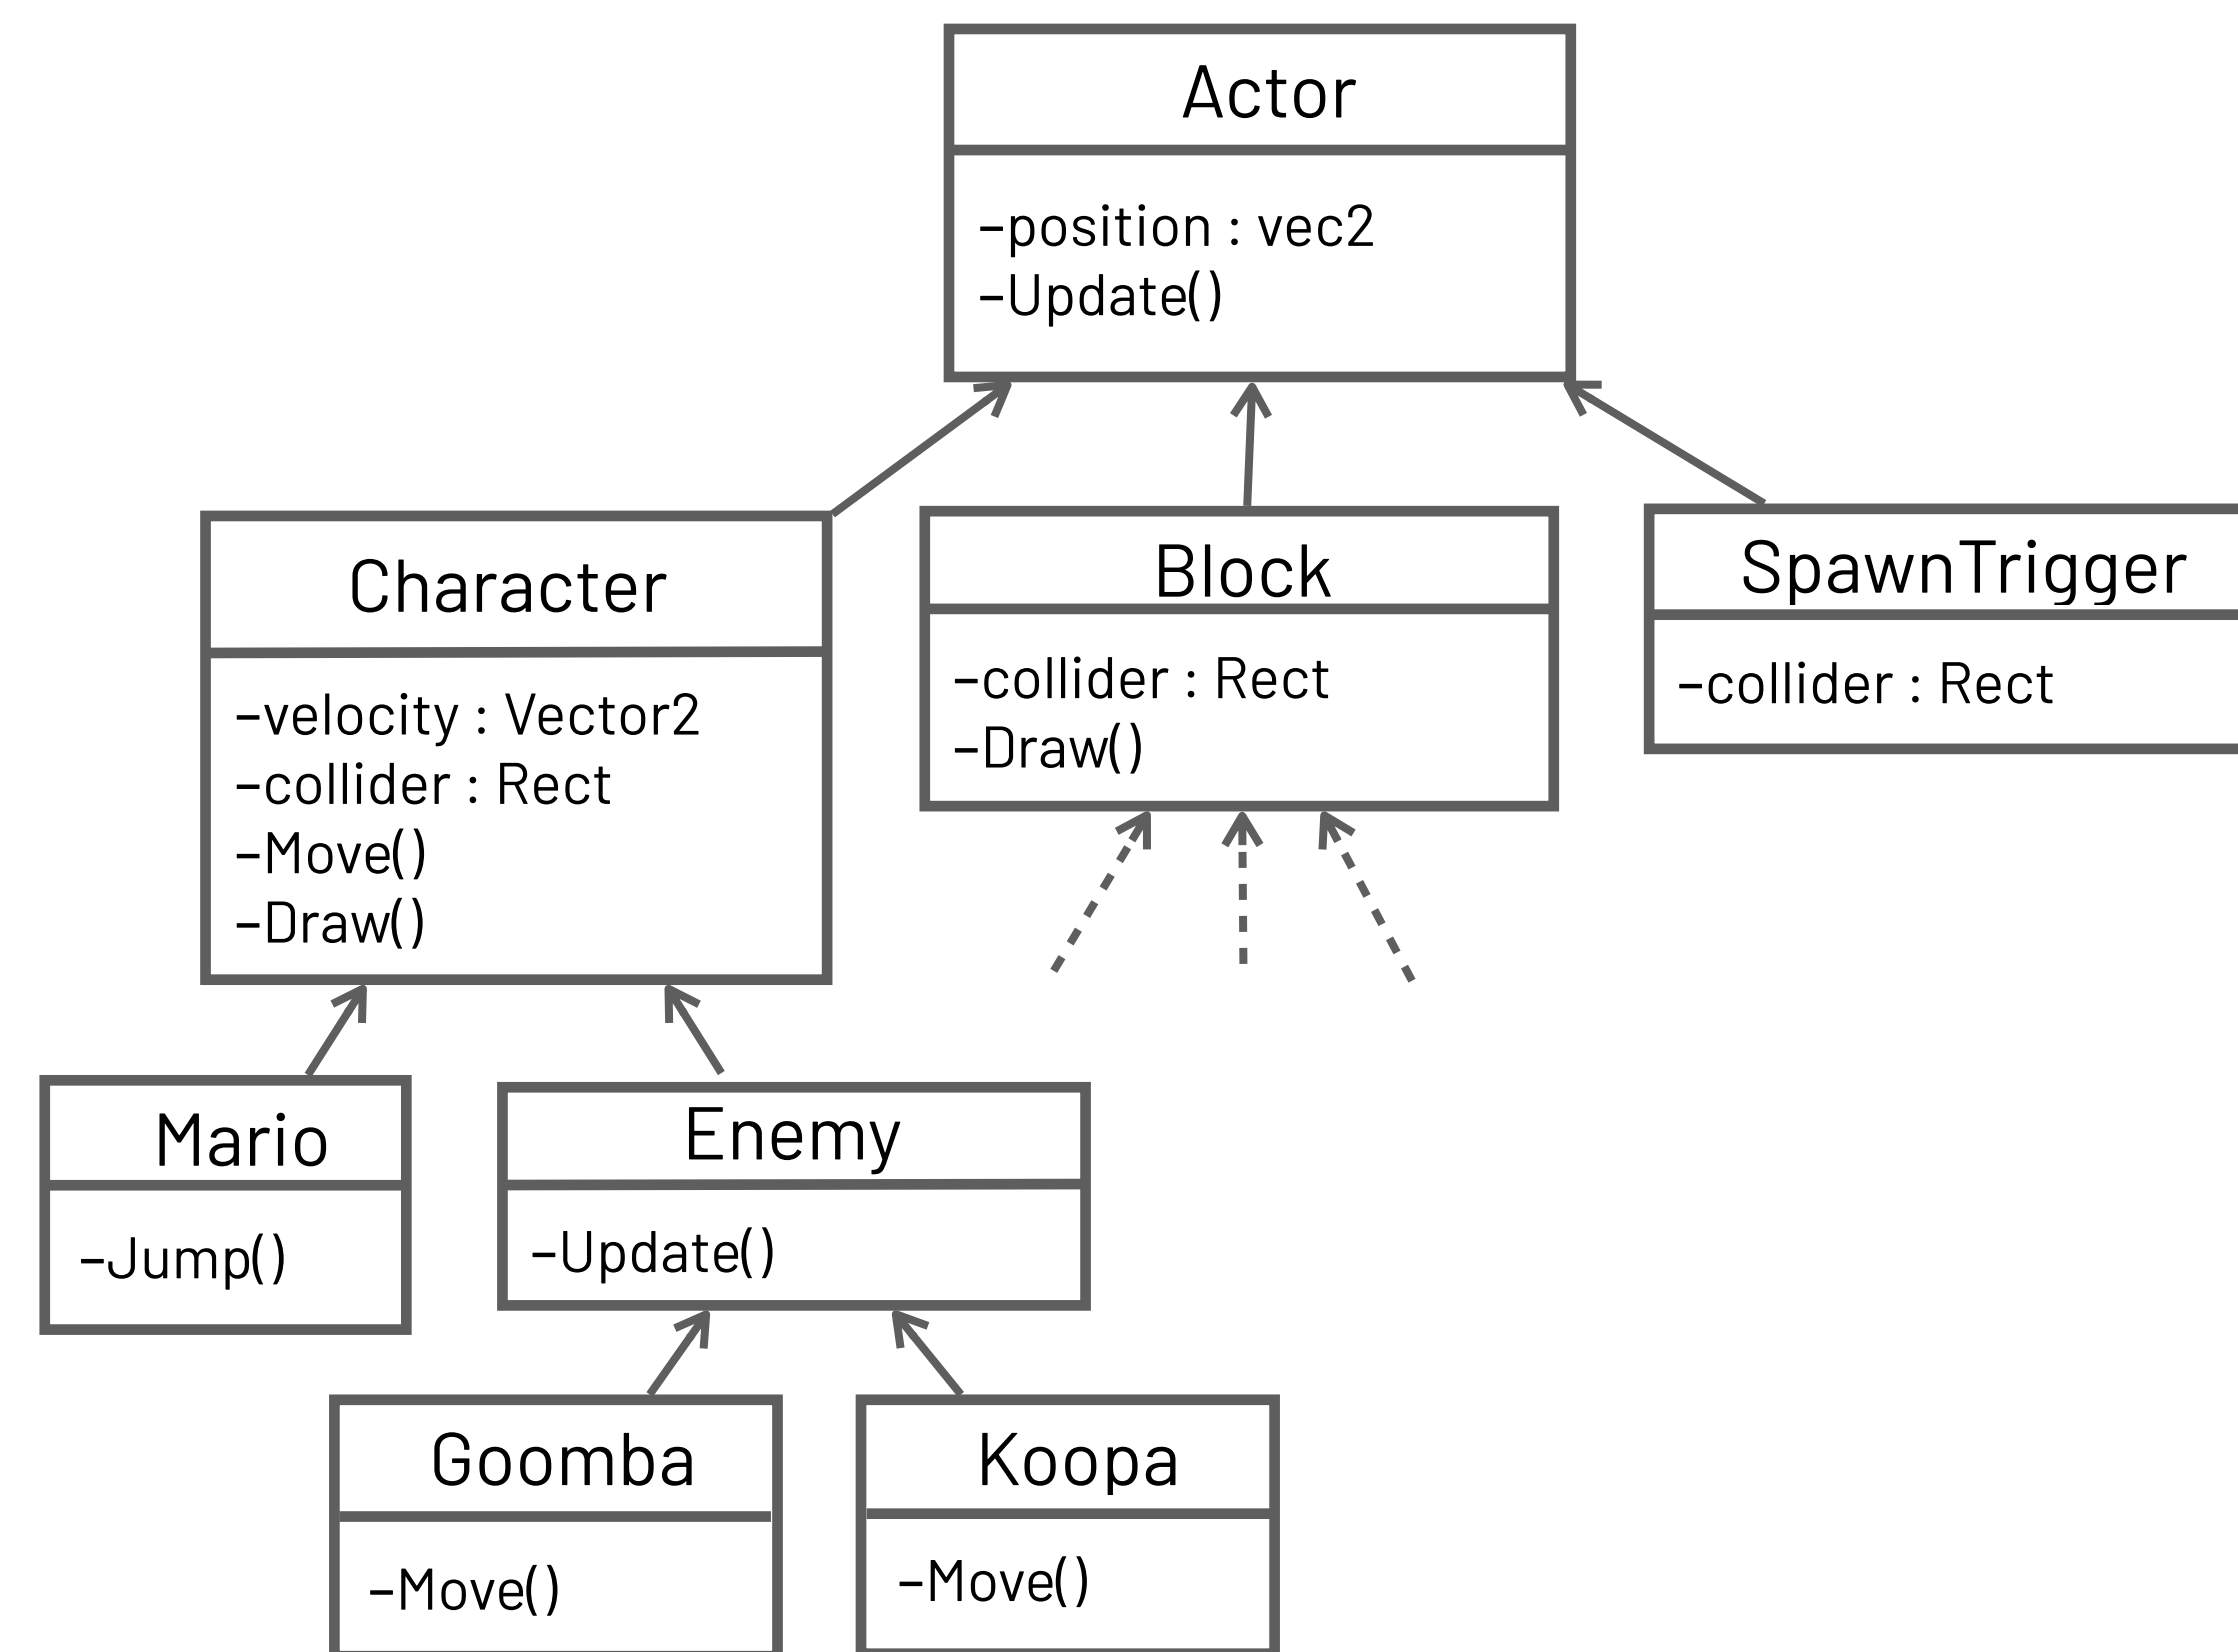 Actor
-position : vec2
-Update()
Character
-velocity : Vector2
-collider : Rect
-Move()
-Draw()
Block
-collider : Rect
-Draw()
SpawnTrigger
-collider : Rect
Mario
-Jump()
Enemy
-Update()
Goomba
-Move()
Koopa
-Move()